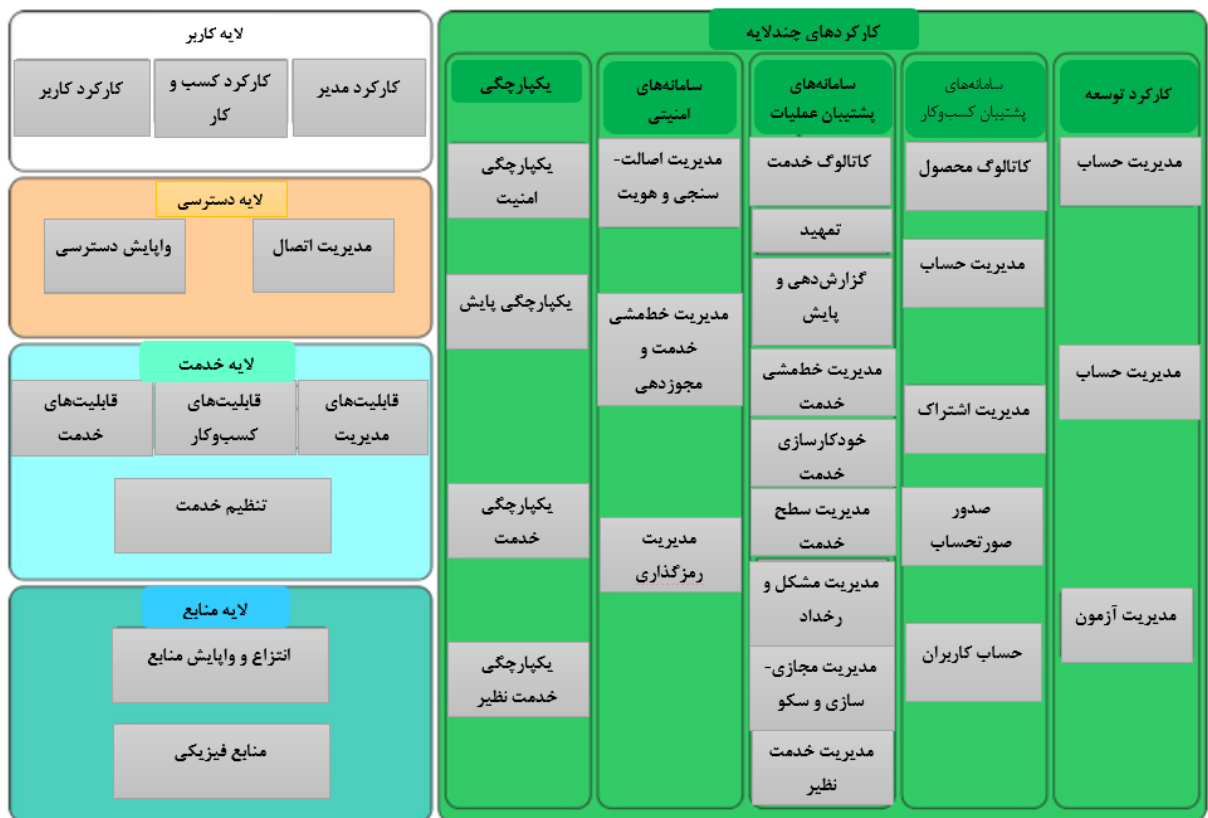 کارکردهای چندلایه
کارکرد توسعه
مدیریت حساب
مدیریت حساب
مدیریت آزمون
سامانه‌های
پشتیبان کسب‌وکار
کاتالوگ محصول
مدیریت حساب
مدیریت اشتراک
صدور
صورتحساب
حساب کاربران
سامانه‌های
پشتیبان عملیات
کاتالوگ خدمت
تمهید
گزارش‌دهی و
پایش
مدیریت خط‌مشی
خدمت
خودکارسازی
خدمت
مدیریت سطح
خدمت
مدیریت مشکل و
رخداد
مدیریت مجازی-
سازی و سکو
مدیریت خدمت
نظیر
سامانه‌های
امنیتی
مدیریت اصالت-
سنجی و هویت
مدیریت خط‌مشی
خدمت و
مجوزدهی
مدیریت
رمزگذاری
یکپارچگی
یکپارچگی
امنیت
یکپارچگی پایش
یکپارچگی
خدمت
یکپارچگی
خدمت نظیر
لایه کاربر
کارکرد مدیر
کارکرد کسب و
کار
کارکرد کاربر
لایه دسترسی
مدیریت اتصال
واپایش دسترسی
لایه خدمت
قابلیت‌های
مدیریت
قابلیت‌های
کسب‌وکار
قابلیت‌های
خدمت
تنظیم خدمت
لایه منابع
انتزاع و واپایش منابع
منابع فیزیکی